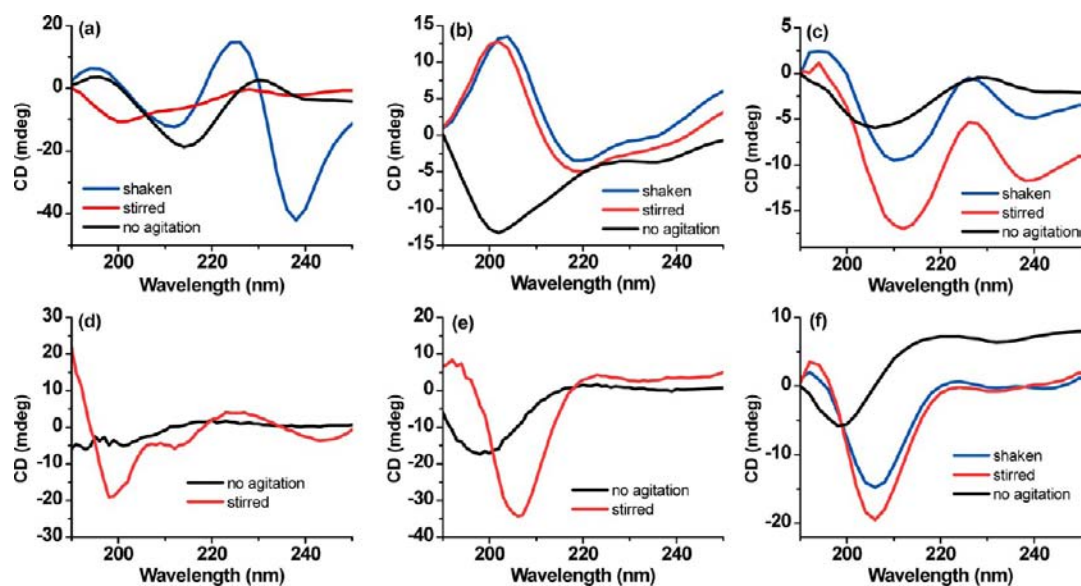 (a)
20
0
-20
-40
CD (mdeg)
shaken
stirred
no agitation
200 220 240
Wavelength (nm)
(b)
15
10
5
0
-5
-10
-15
CD (mdeg)
shaken
stirred
no agitation
200 220 240
Wavelength (nm)
(c)
5
0
-5
-10
-15
CD (mdeg)
shaken
stirred
no agitation
200 220 240
Wavelength (nm)
(d)
30
20
10
0
-10
-20
30
CD (mdeg)
no agitation
stirred
200 220 240
Wavelength (nm)
(e)
20
10
0
-10
-20
-30
-40
CD (mdeg)
no agitation
stirred
200 220 240
Wavelength (nm)
(f)
10
0
-10
-20
CD (mdeg)
shaken
stirred
no agitation
200 220 240
Wavelength (nm)